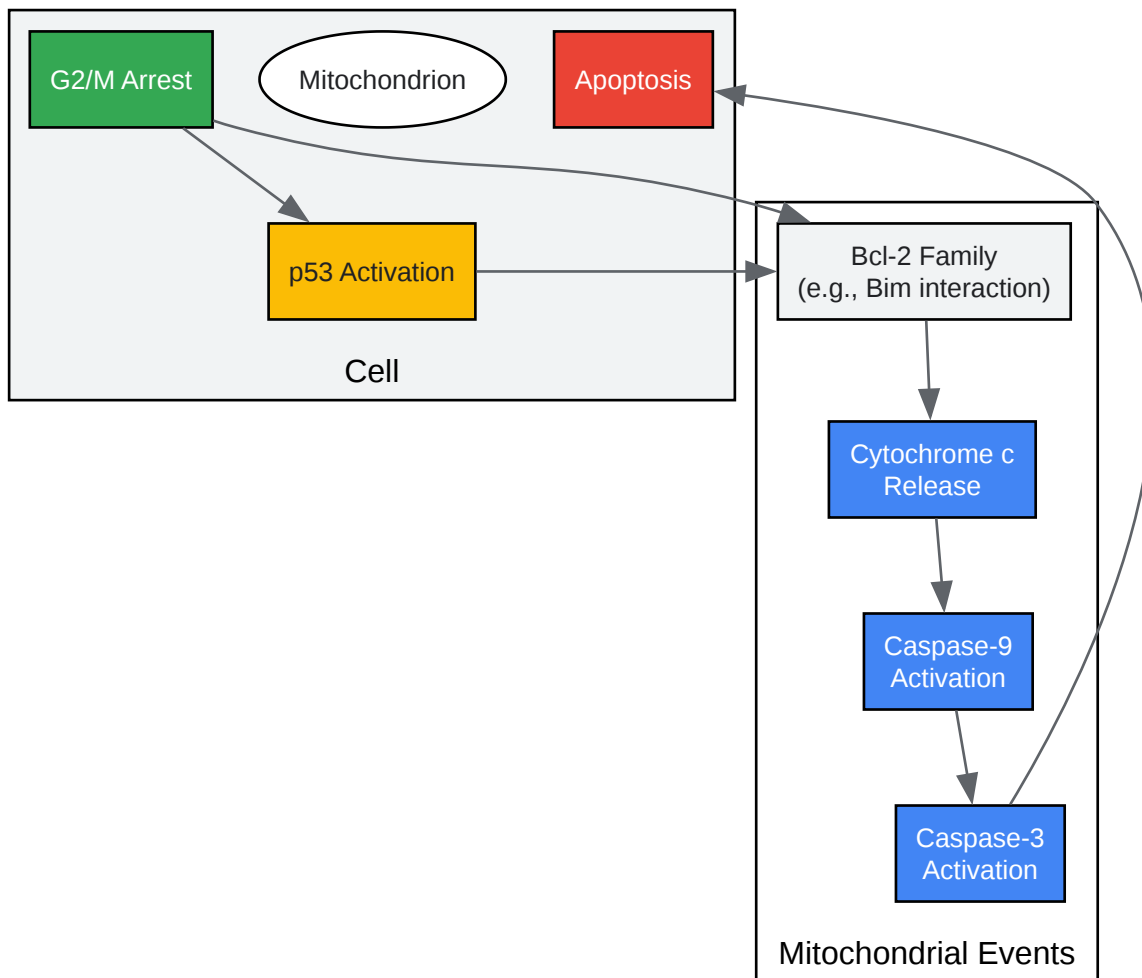 G2/M Arrest
Mitochondrion
Apoptosis
p53 Activation
Cell
Bcl-2 Family
(e.g., Bim interaction)
Cytochrome c
Release
Caspase-9
Activation
Caspase-3
Activation
Mitochondrial Events